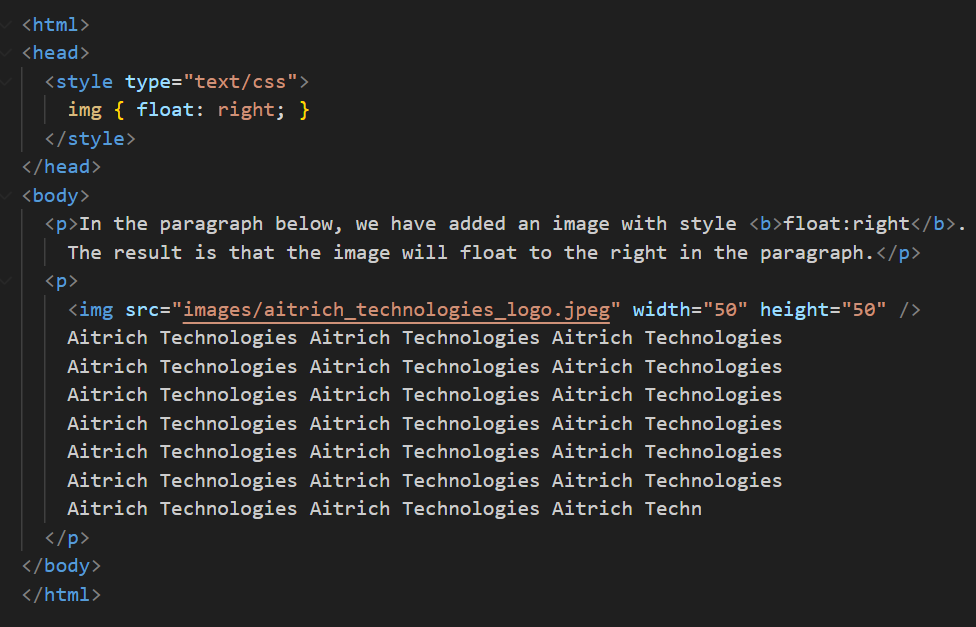 <html>
<head>
  <style type="text/css">
    img { float: right; }
  </style>
</head>
<body>
  <p>In the paragraph below, we have added an image with style <b>float:right</b>.
    The result is that the image will float to the right in the paragraph.</p>
  <p>
    <img src="images/aitrich_technologies_logo.jpeg" width="50" height="50" />
    Aitrich Technologies Aitrich Technologies Aitrich Technologies
    Aitrich Technologies Aitrich Technologies Aitrich Technologies
    Aitrich Technologies Aitrich Technologies Aitrich Technologies
    Aitrich Technologies Aitrich Technologies Aitrich Technologies
    Aitrich Technologies Aitrich Technologies Aitrich Technologies
    Aitrich Technologies Aitrich Technologies Aitrich Technologies
    Aitrich Technologies Aitrich Technologies Aitrich Techn
  </p>
</body>
</html>